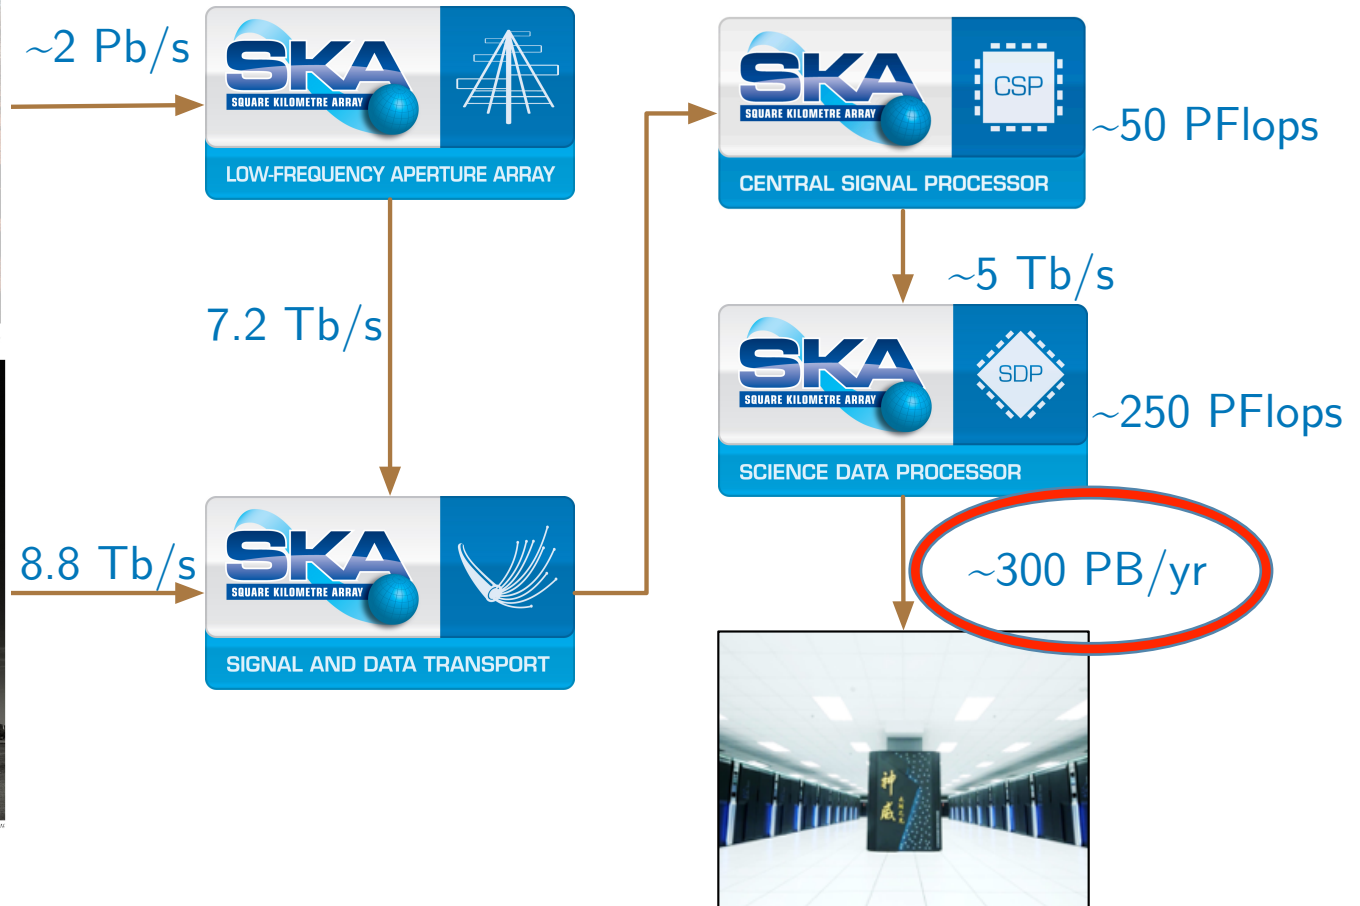 ~2 Pb/s
SKA
SQUARE KILOMETRE ARRAY
LOW-FREQUENCY APERTURE ARRAY
7.2 Tb/s
8.8 Tb/s
SKA
SQUARE KILOMETRE ARRAY
SIGNAL AND DATA TRANSPORT
SKA
SQUARE KILOMETRE ARRAY
CSP
CENTRAL SIGNAL PROCESSOR
~50 PFlops
~5 Tb/s
SKA
SQUARE KILOMETRE ARRAY
SDP
SCIENCE DATA PROCESSOR
~250 PFlops
~300 PB/yr
神威